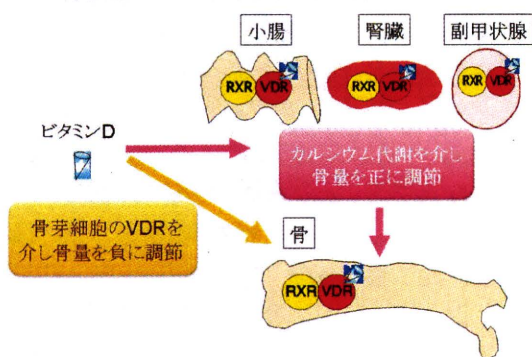 小腸
腎臓
副甲状腺
RXR VDR
RXR VDR
RXR VDR
ビタミンD
カルシウム代謝を介し
骨量を正に調節
骨芽細胞のVDRを
介し骨量を負に調節
骨
RXR VDR